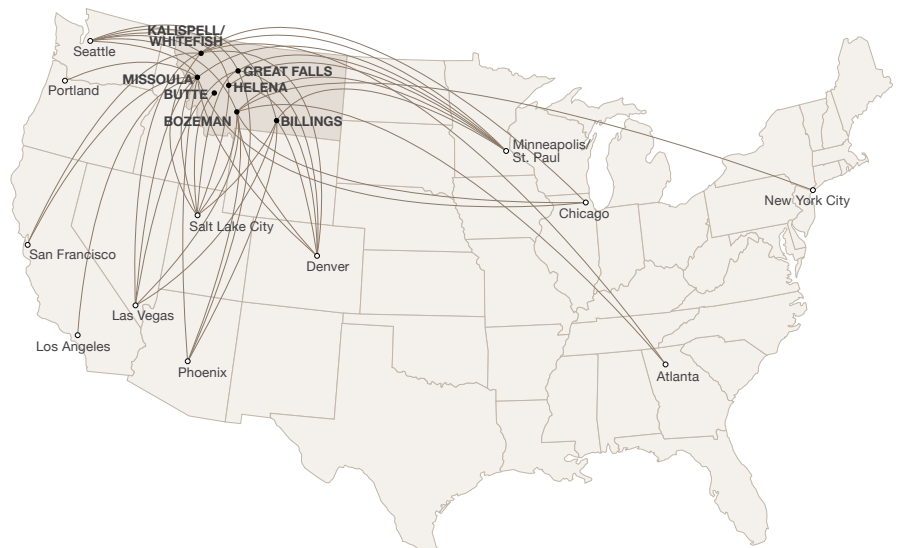 KALISPELL/
WHITEFISH
Seattle
GREAT FALLS
MISSOULA
HELENA
Portland
BUTTE
BOZEMAN
BILLINGS
Minneapolis/
St. Paul
New York City
Chicago
Salt Lake City
San Francisco
Denver
Las Vegas
Los Angeles
Phoenix
Atlanta